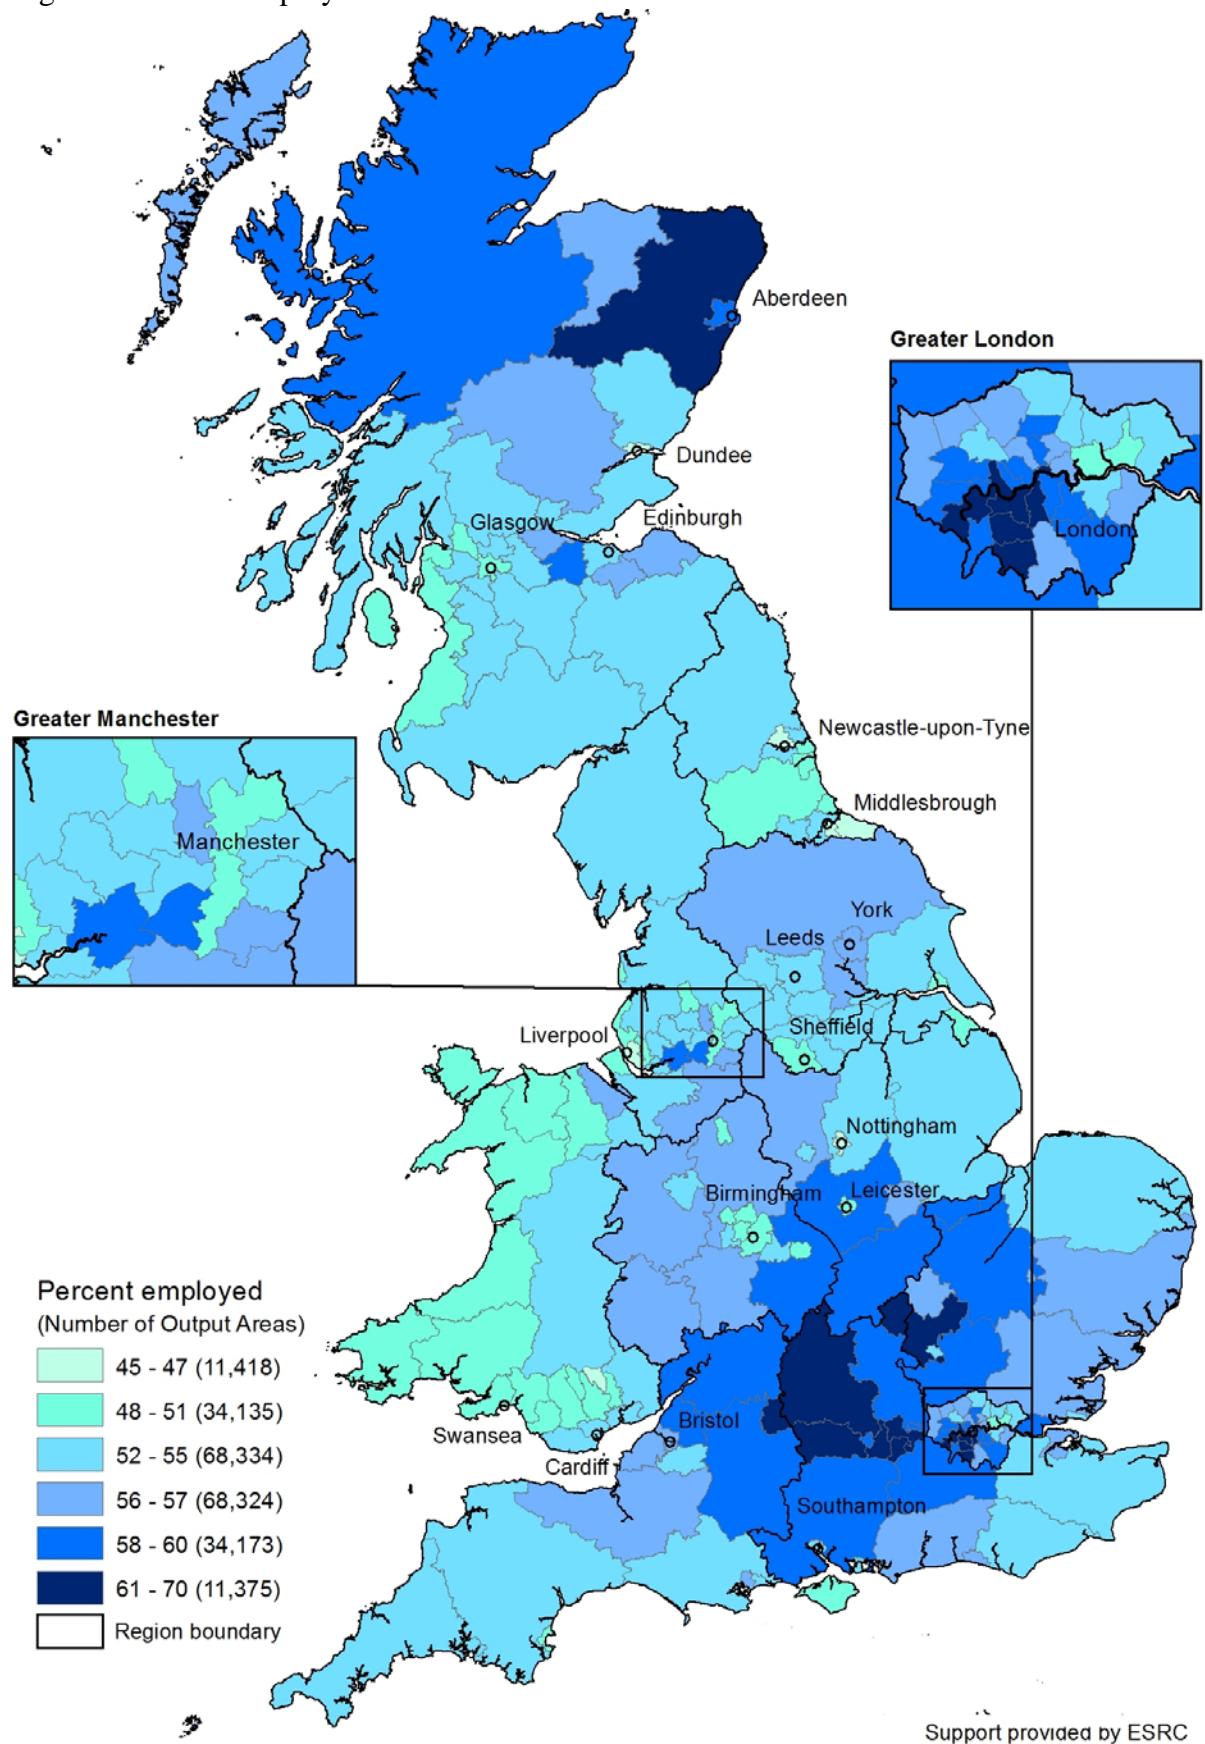 Aberdeen
Greater London
Dundee
Glasgow
Edinburgh
London
Greater Manchester
Newcastle-upon-Tyne
Middlesbrough
Manchester
York
Leeds
Sheffield
Liverpool
Nottingham
Birmingham
Leicester
Percent employed
(Number of Output Areas)
45 - 47 (11,418)
48 - 51 (34,135)
52 - 55 (68,334)
56 - 57 (68,324)
58 - 60 (34,173)
61 - 70 (11,375)
Region boundary
Bristol
Swansea
Cardiff
Southampton
Support provided by ESRC